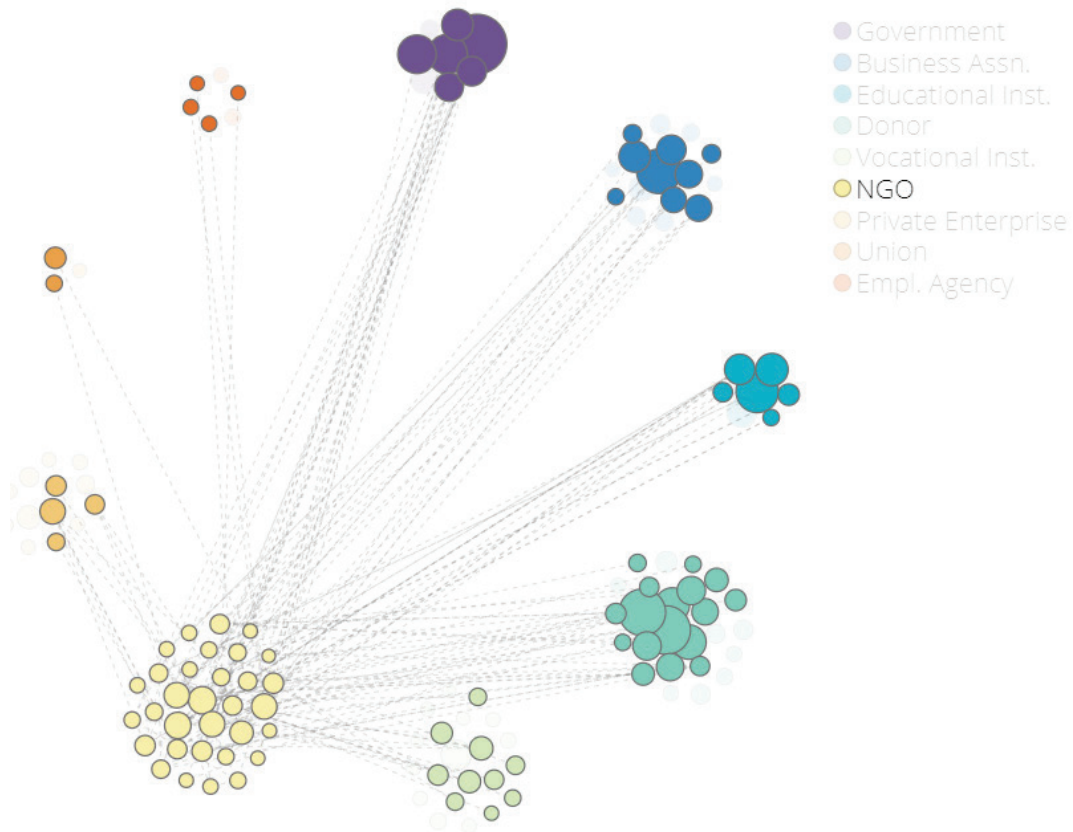 Government
Business Assn.
Educational Inst.
Donor
Vocational Inst.
NGO
Private Enterprise
Union
Empl. Agency